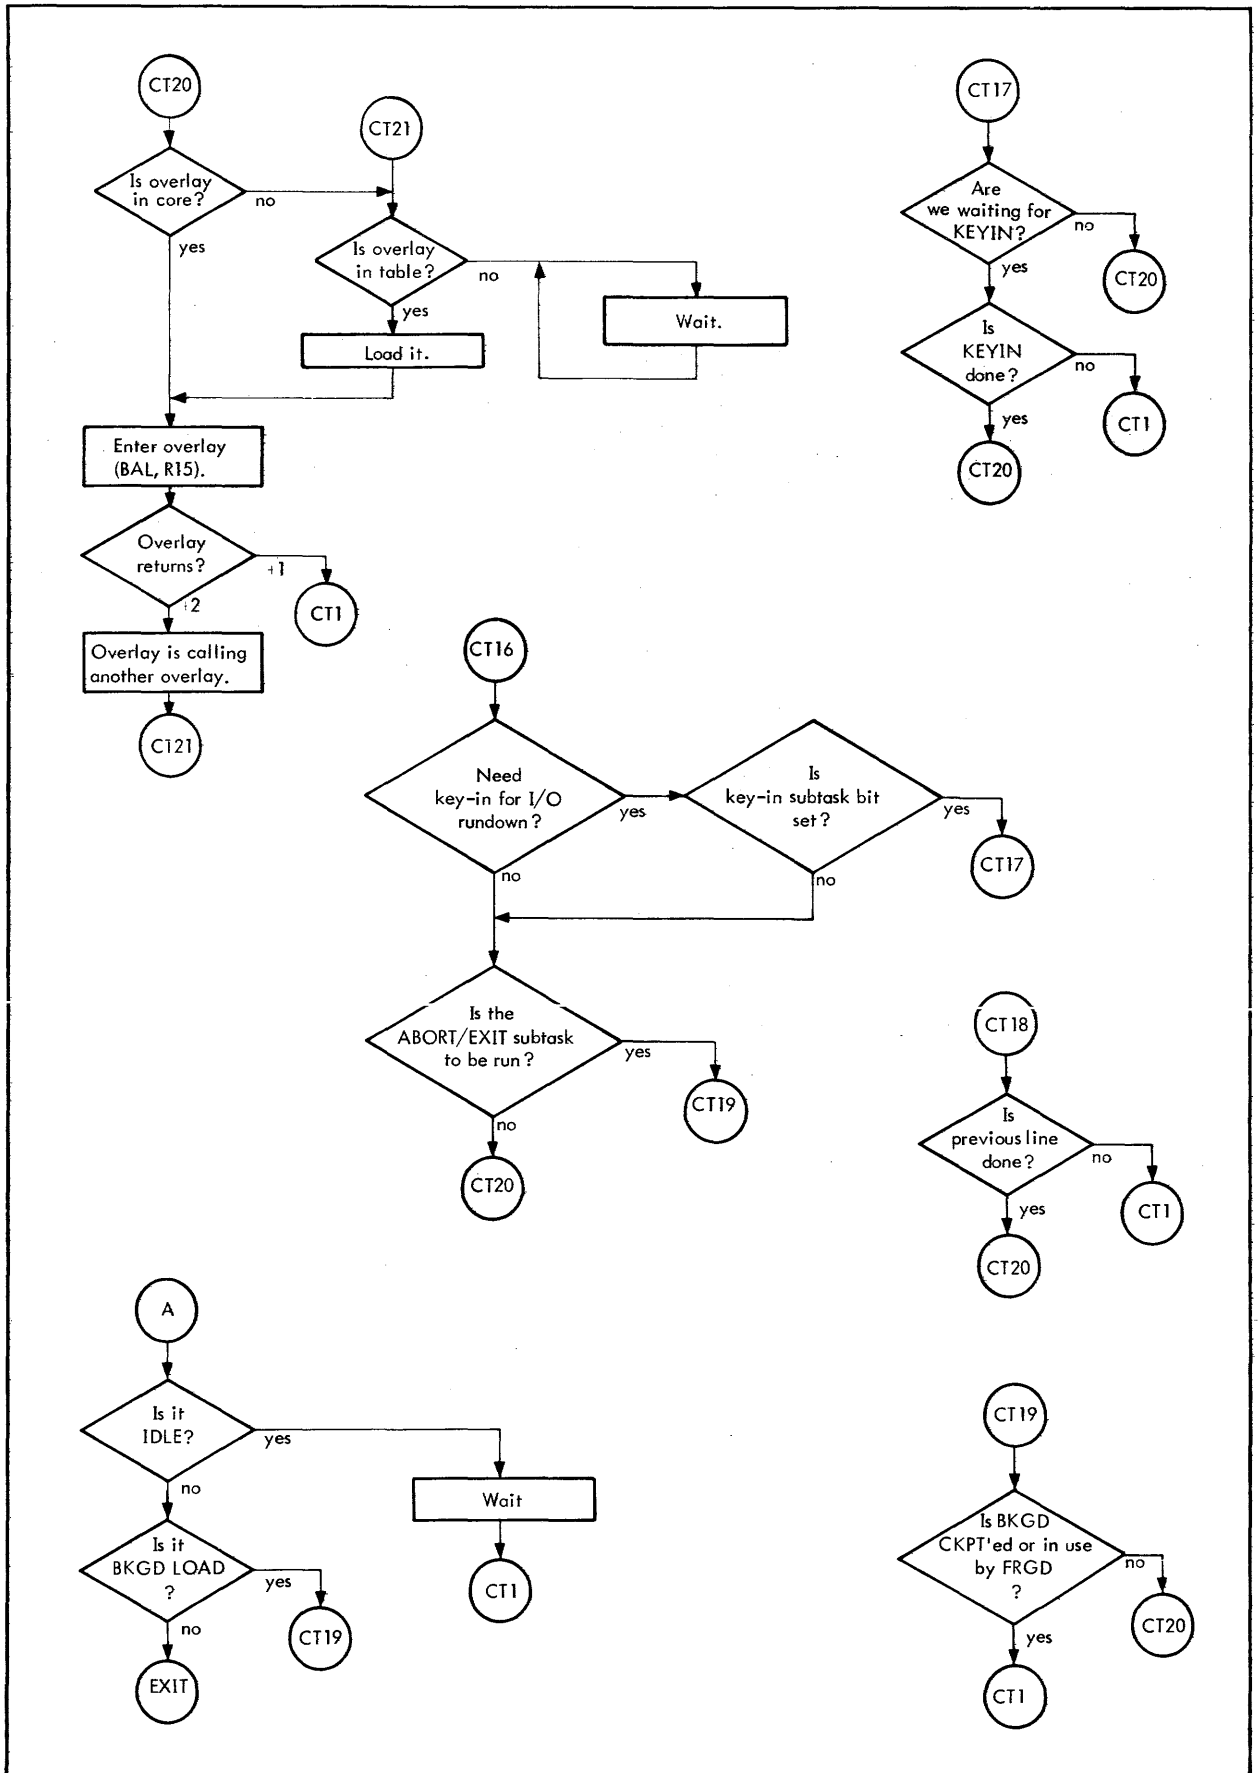 CT20
Is overlay
in core?
no
yes
CT21
Is overlay
in table?
no
yes
Load it.
Wait.
Enter overlay
(BAL, R15).
Overlay
returns?
+1
+2
CT1
Overlay is calling
another overlay.
CT21
CT17
Are
we waiting for
KEYIN?
no
yes
CT20
Is
KEYIN
done?
no
yes
CT1
CT20
CT16
Need
key-in for I/O
rundown?
yes
no
Is
key-in subtask bit
set?
yes
no
CT17
Is the
ABORT/EXIT subtask
to be run?
yes
no
CT19
CT20
CT18
Is
previous line
done?
no
yes
CT1
CT20
A
Is it
IDLE?
yes
no
Wait
CT1
Is it
BKGD LOAD
?
yes
no
CT19
EXIT
CT19
Is BKGD
CKPT'ed or in use
by FRGD
?
no
yes
CT20
CT1